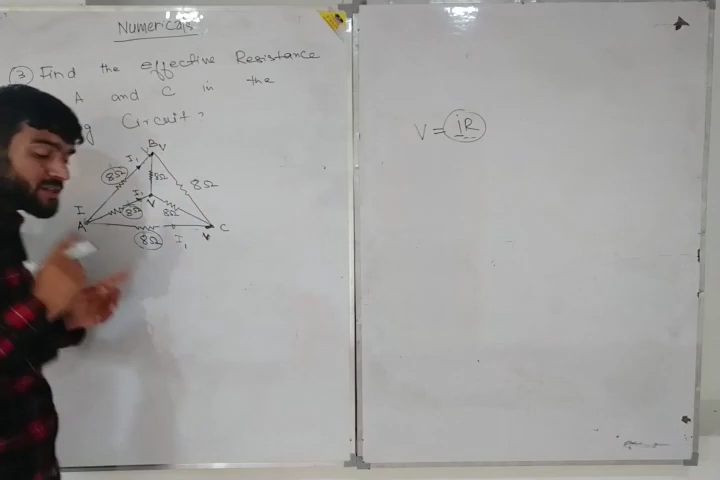 Numericals
③ Find the effective Resistance
A and C in the
g Circuit ?
B V
I₁
8Ω 8Ω 8Ω
I₁
I 8Ω V 8Ω
A C
8Ω I₁ V
V = iR